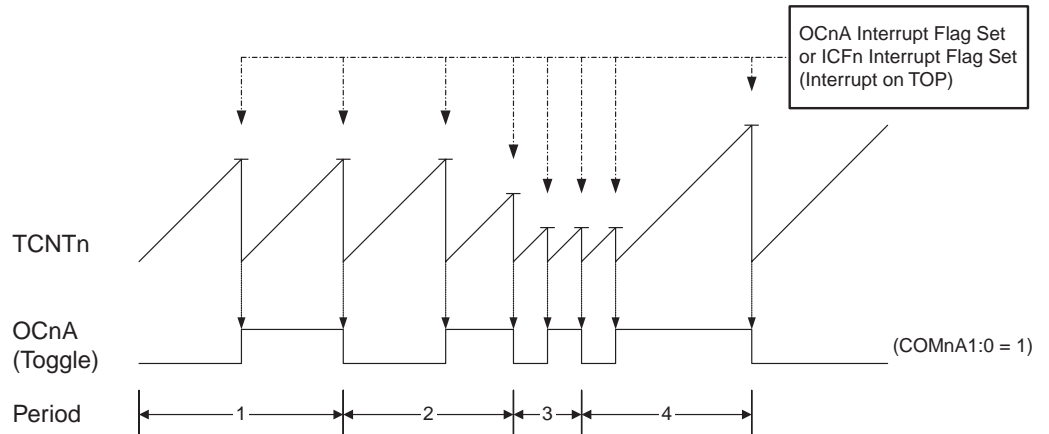 OCnA Interrupt Flag Set
or ICFn Interrupt Flag Set
(Interrupt on TOP)
TCNTn
OCnA
(Toggle)
(COMnA1:0 = 1)
Period
1
2
3
4